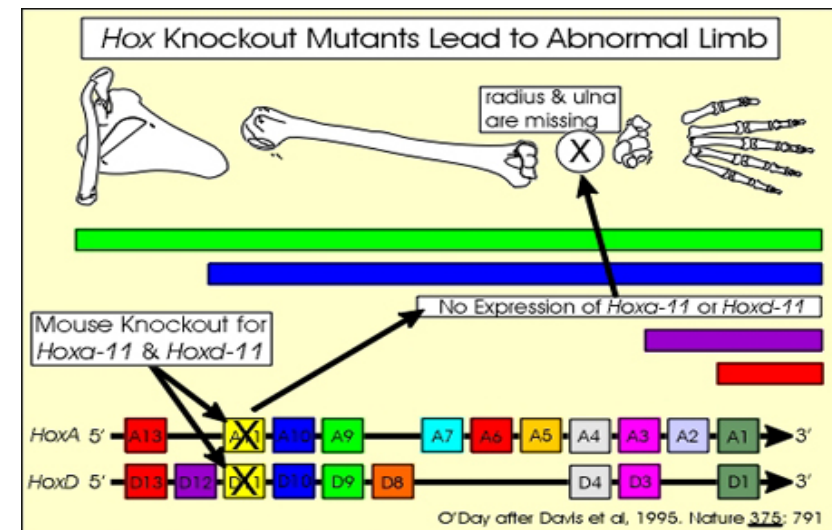 Hox Knockout Mutants Lead to Abnormal Limb
radius & ulna
are missing
X
No Expression of Hoxa-11 or Hoxd-11
Mouse Knockout for
Hoxa-11 & Hoxd-11
HoxA 5' A13 A11 A10 A9 A7 A6 A5 A4 A3 A2 A1 3'
HoxD 5' D13 D12 D11 D10 D9 D8 D4 D3 D1 3'
O'Day after Davis et al, 1995. Nature 375: 791